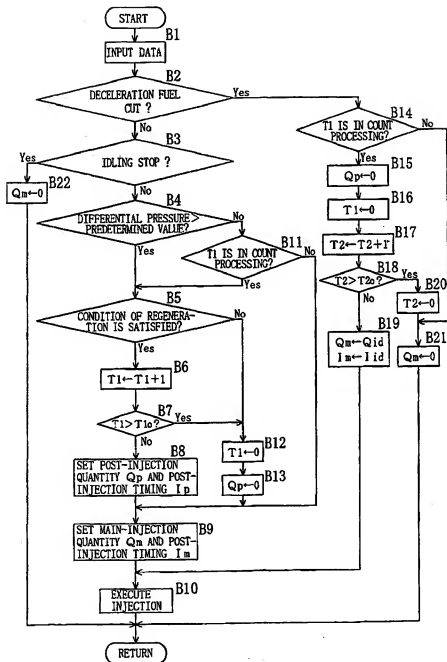 START
B1
INPUT DATA
B2
DECELERATION FUEL
CUT ?
Yes
No
B3
IDLING STOP ?
Yes
B22
Qm←0
No
B4
DIFFERENTIAL PRESSURE>
PREDETERMINED VALUE?
No
Yes
B11
T1 IS IN COUNT
PROCESSING?
No
Yes
B5
CONDITION OF REGENERA-
TION IS SATISFIED?
No
Yes
B6
T1←T1+1
B7
T1>T1o?
Yes
No
B8
SET POST-INJECTION
QUANTITY Qp AND POST-
INJECTION TIMING Ip
B12
T1←0
B13
Qp←0
B9
SET MAIN-INJECTION
QUANTITY Qm AND POST-
INJECTION TIMING Im
B10
EXECUTE
INJECTION
RETURN
B14
T1 IS IN COUNT
PROCESSING?
No
Yes
B15
Qp←0
B16
T1←0
B17
T2←T2+1
B18
T2>T2o?
Yes
No
B20
T2←0
B19
Qm←Qid
Im←Iid
B21
Qm←0